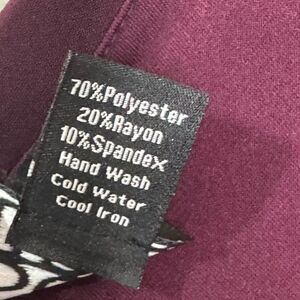 70%Polyester
20%Rayon
10%Spandex
Hand Wash
Cold Water
Cool Iron